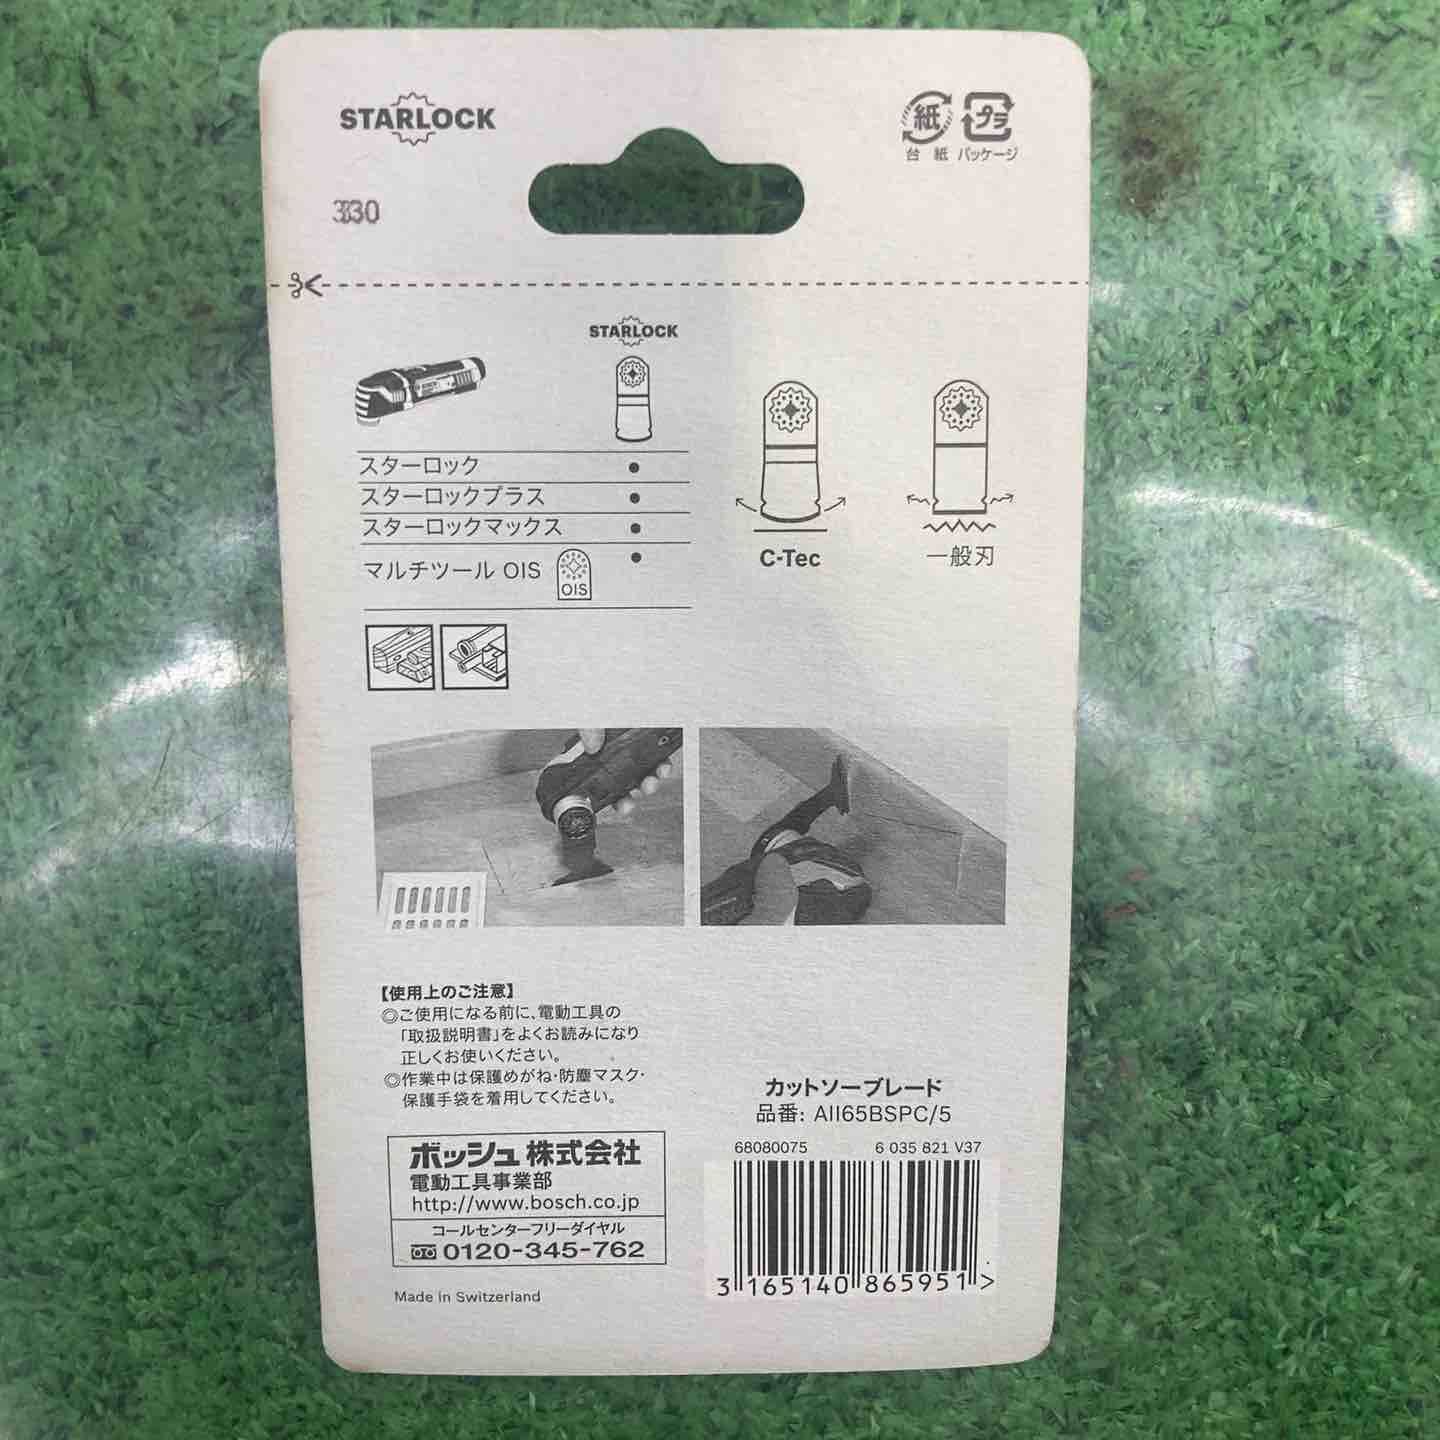 STARLOCK
紙
プラ
台 紙 パッケージ
330
STARLOCK
BOSCH
スターロック
スターロックプラス
スターロックマックス
マルチツール OIS
OIS
C-Tec
一般刃
【使用上のご注意】
◎ご使用になる前に、電動工具の
「取扱説明書」をよくお読みになり
正しくお使いください。
◎作業中は保護めがね・防塵マスク・
保護手袋を着用してください。
ボッシュ株式会社
電動工具事業部
http://www.bosch.co.jp
コールセンターフリーダイヤル
0120-345-762
Made in Switzerland
カットソーブレード
品番: AII65BSPC/5
68080075 6 035 821 V37
3 165140 865951 >